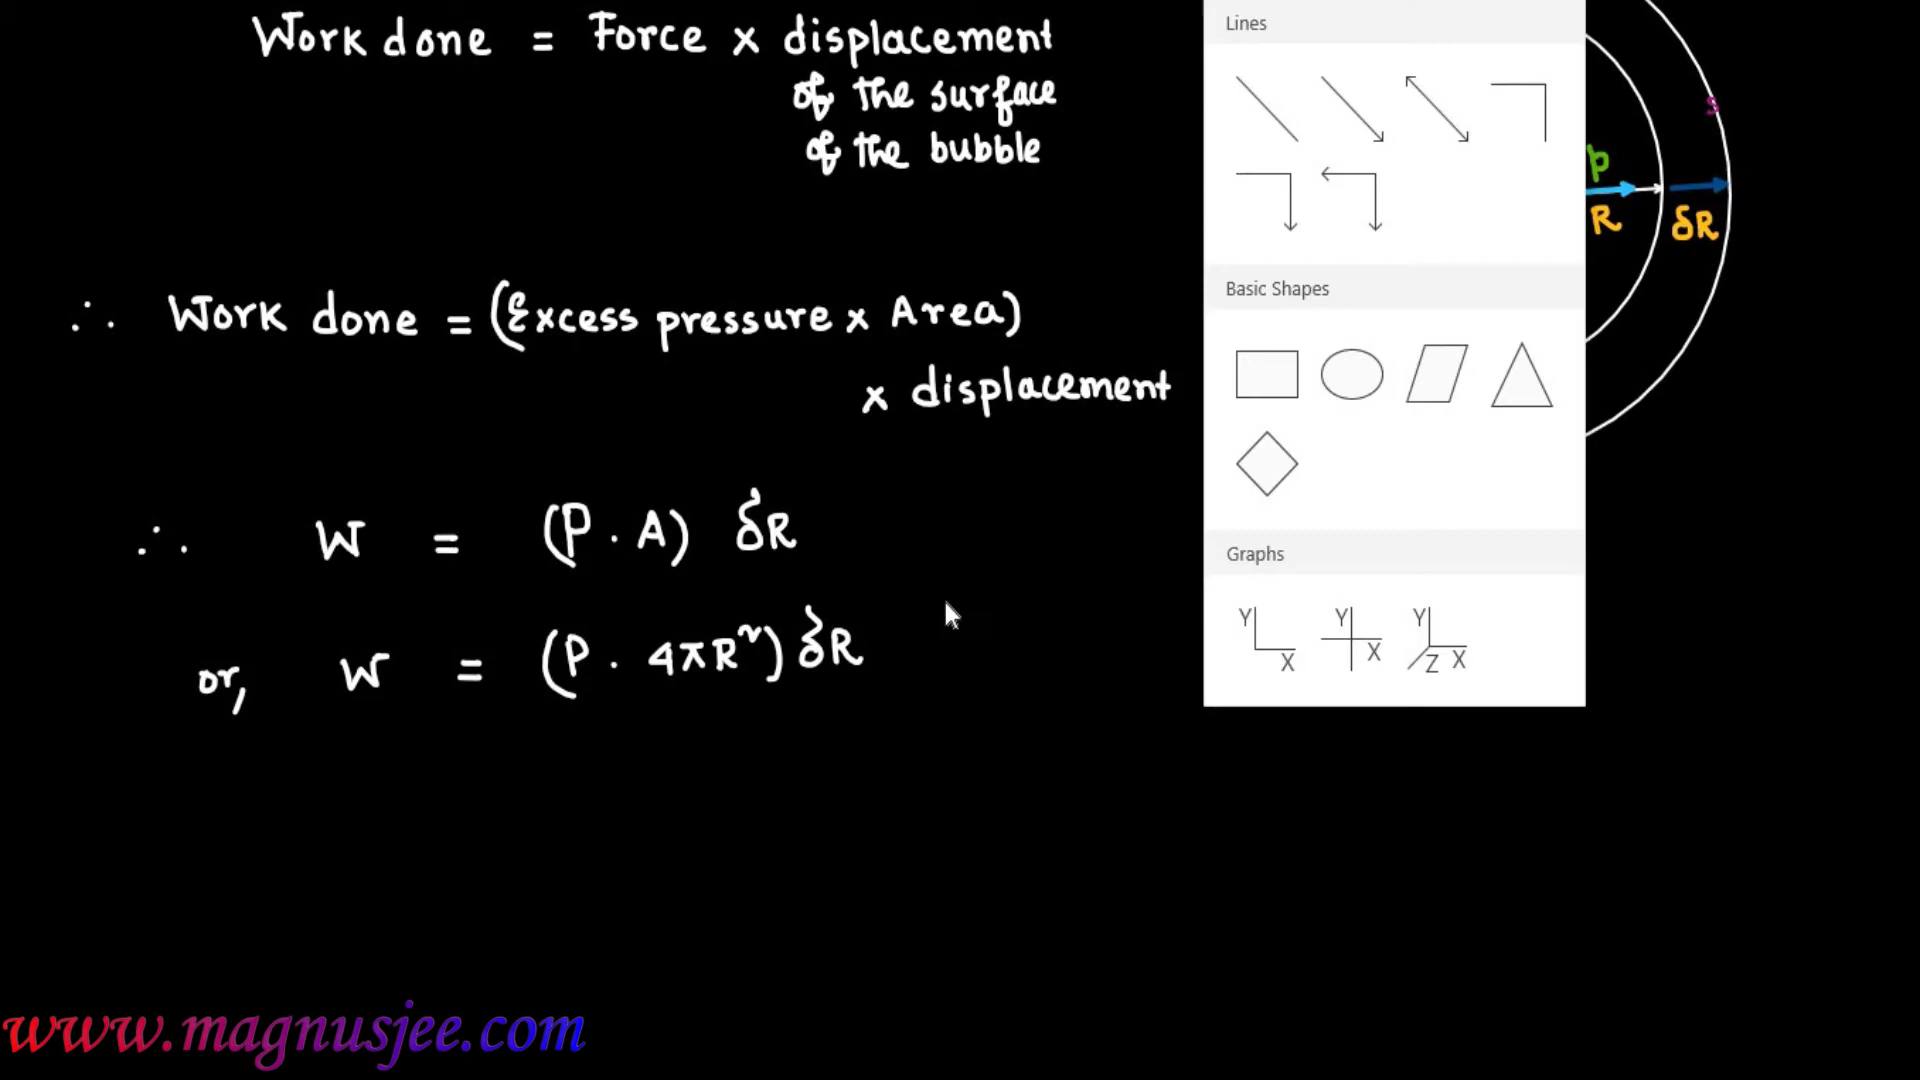 Work done = Force x displacement
of the surface
of the bubble
∴ Work done = (Excess pressure x Area)
x displacement
∴ W = (P . A) δR
or, W = (P . 4πR²) δR
Lines
Basic Shapes
Graphs
Y X
Y X
Y Z X
S
p
R
δR
www.magnusjee.com